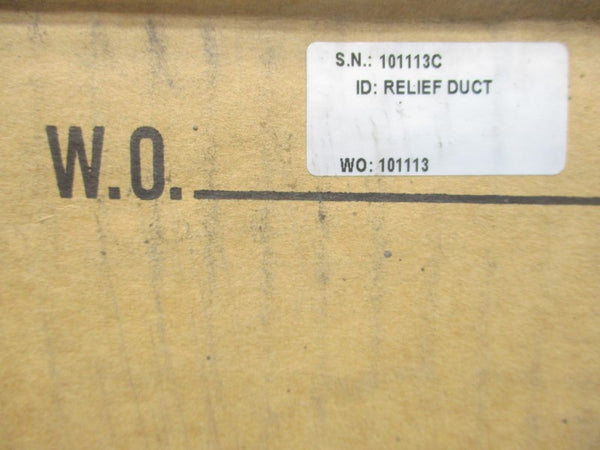 S.N.: 101113C
ID: RELIEF DUCT
WO: 101113
W.O.